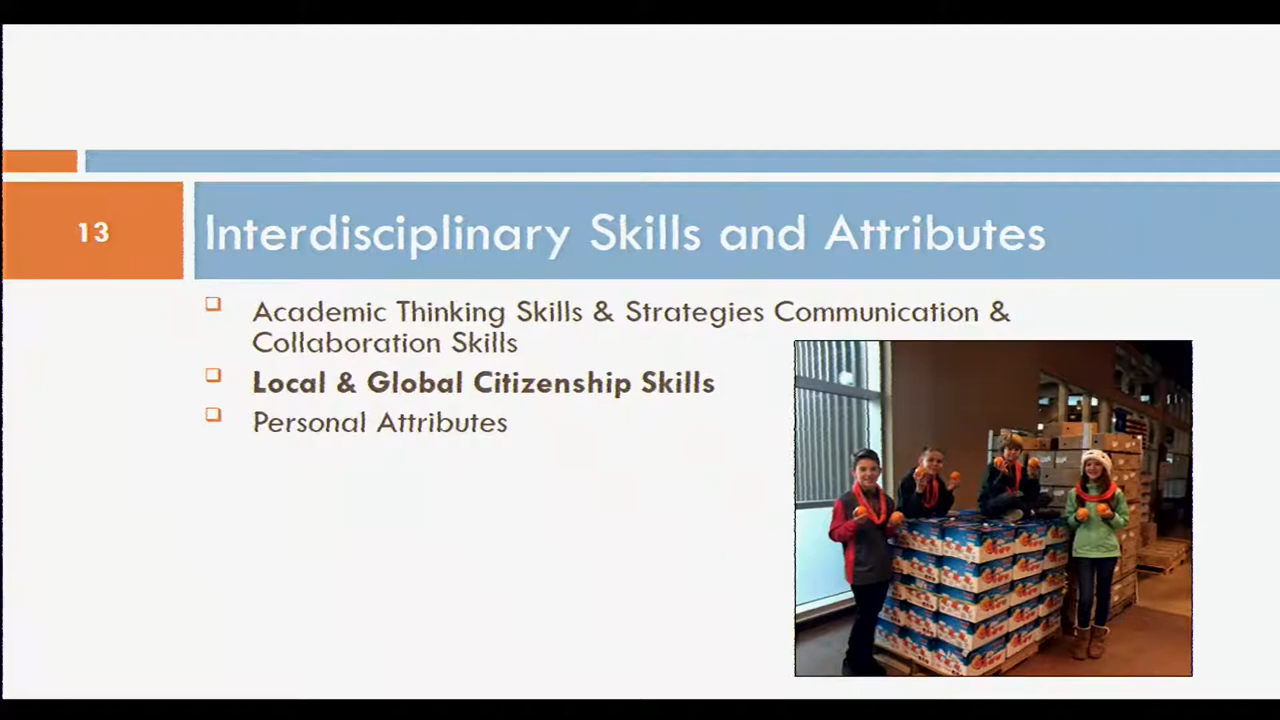 13
Interdisciplinary Skills and Attributes
Academic Thinking Skills & Strategies Communication &
Collaboration Skills
Local & Global Citizenship Skills
Personal Attributes